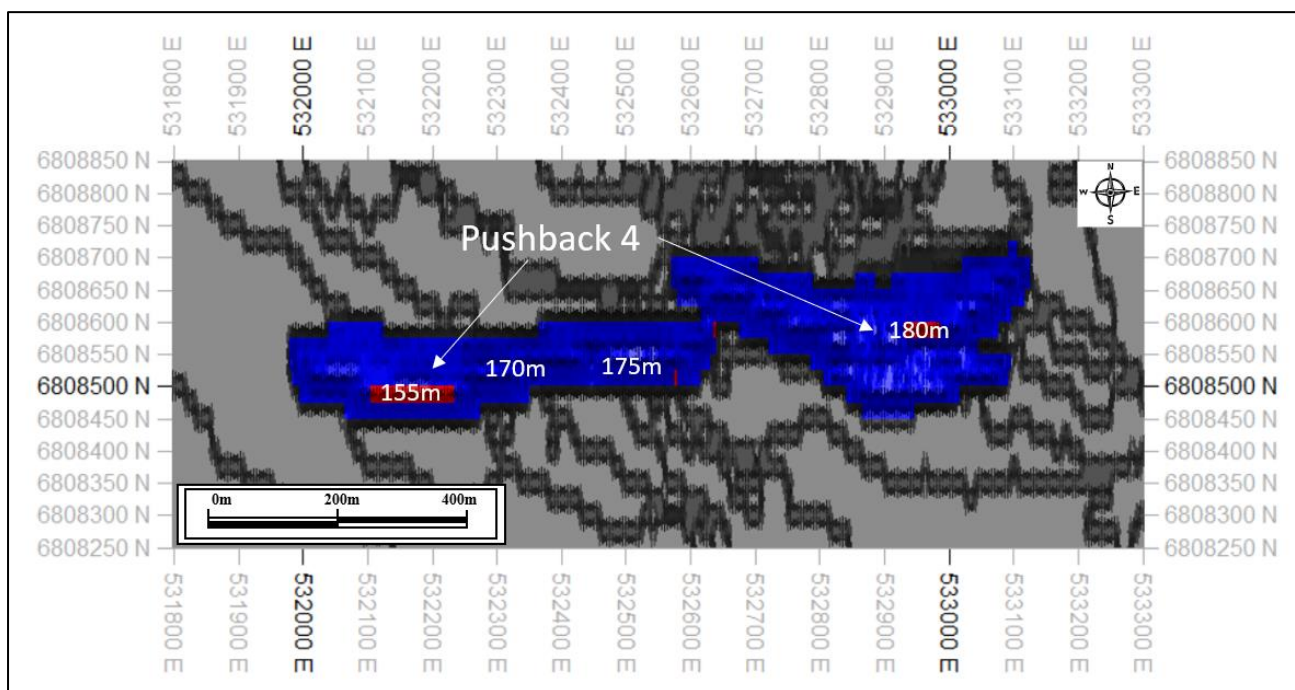 531800 E 531900 E 532000 E 532100 E 532200 E 532300 E 532400 E 532500 E 532600 E 532700 E 532800 E 532900 E 533000 E 533100 E 533200 E 533300 E
6808850 N 6808850 N
6808800 N N 6808800 N
6808750 N W E 6808750 N
S
6808700 N Pushback 4 6808700 N
6808650 N 6808650 N
6808600 N 180m 6808600 N
6808550 N 170m 175m 6808550 N
6808500 N 155m 6808500 N
6808450 N 6808450 N
6808400 N 6808400 N
6808350 N 6808350 N
0m 200m 400m
6808300 N 6808300 N
6808250 N 6808250 N
531800 E 531900 E 532000 E 532100 E 532200 E 532300 E 532400 E 532500 E 532600 E 532700 E 532800 E 532900 E 533000 E 533100 E 533200 E 533300 E